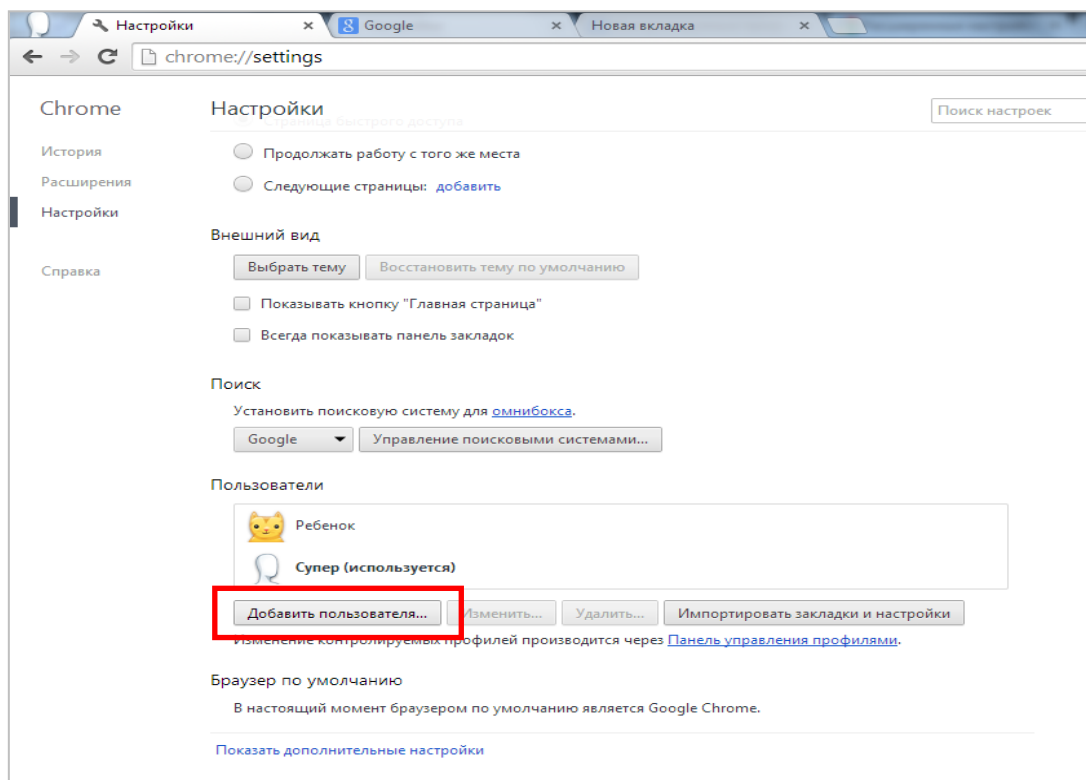 Настройки
Google
Новая вкладка
chrome://settings
Chrome
Настройки
Поиск настроек
Страница быстрого доступа
История
Расширения
Настройки
Справка
Продолжать работу с того же места
Следующие страницы: добавить
Внешний вид
Выбрать тему
Восстановить тему по умолчанию
Показывать кнопку "Главная страница"
Всегда показывать панель закладок
Поиск
Установить поисковую систему для омнибокса.
Google
Управление поисковыми системами...
Пользователи
Ребенок
Супер (используется)
Добавить пользователя...
Изменить...
Удалить...
Импортировать закладки и настройки
Изменение контролируемых профилей производится через Панель управления профилями.
Браузер по умолчанию
В настоящий момент браузером по умолчанию является Google Chrome.
Показать дополнительные настройки